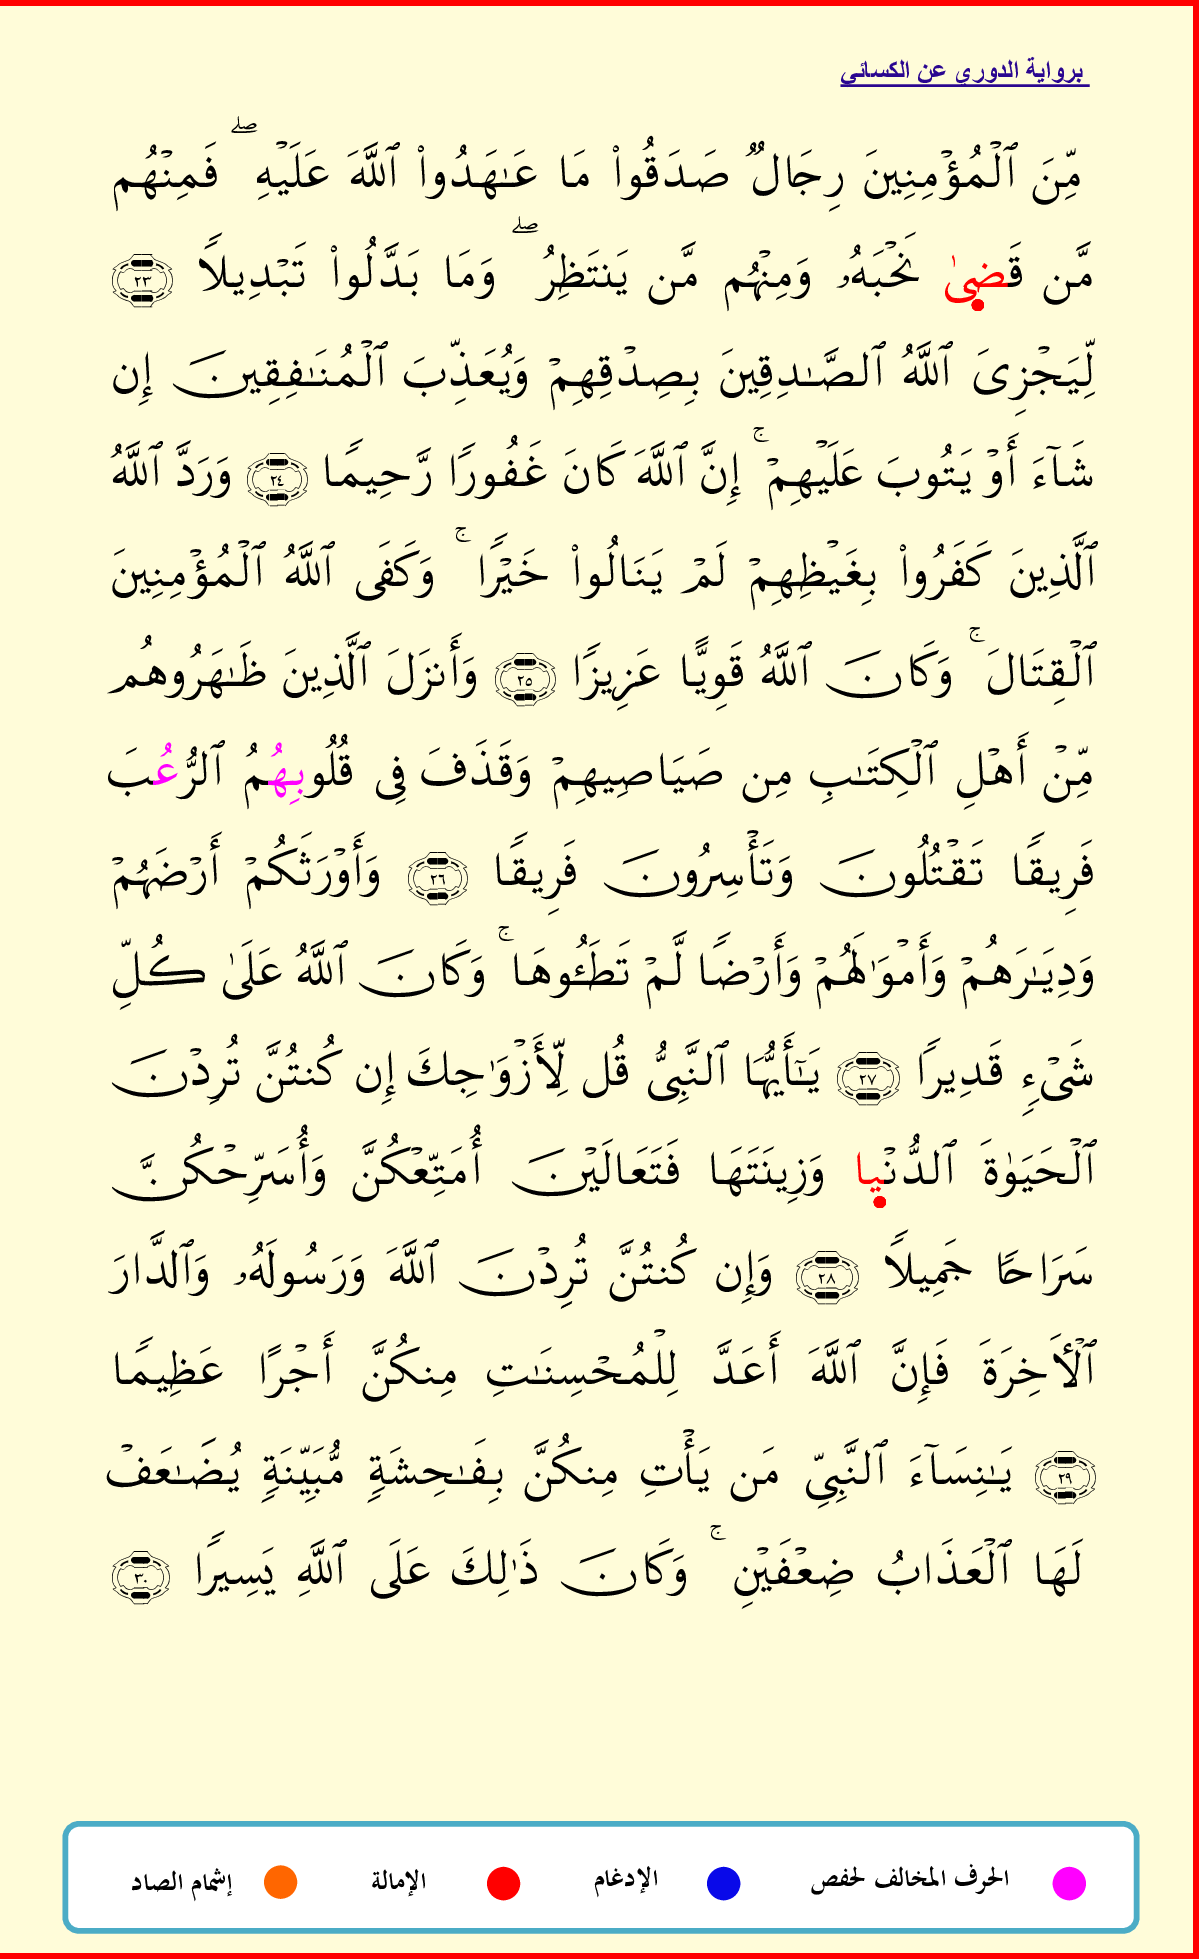 برواية الدوري عن الكسائي
مِّنَ ٱلْمُؤْمِنِينَ رِجَالٌ صَدَقُوا۟ مَا عَـٰهَدُوا۟ ٱللَّهَ عَلَيْهِ ۖ فَمِنْهُم
مَّن قَضِىٰ نَحْبَهُۥ وَمِنْهُم مَّن يَنتَظِرُ ۖ وَمَا بَدَّلُوا۟ تَبْدِيلًا ٢٣
لِّيَجْزِىَ ٱللَّهُ ٱلصَّـٰدِقِينَ بِصِدْقِهِمْ وَيُعَذِّبَ ٱلْمُنَـٰفِقِينَ إِن
شَآءَ أَوْ يَتُوبَ عَلَيْهِمْ ۚ إِنَّ ٱللَّهَ كَانَ غَفُورًا رَّحِيمًا ٢٤ وَرَدَّ ٱللَّهُ
ٱلَّذِينَ كَفَرُوا۟ بِغَيْظِهِمْ لَمْ يَنَالُوا۟ خَيْرًا ۚ وَكَفَى ٱللَّهُ ٱلْمُؤْمِنِينَ
ٱلْقِتَالَ ۚ وَكَانَ ٱللَّهُ قَوِيًّا عَزِيزًا ٢٥ وَأَنزَلَ ٱلَّذِينَ ظَـٰهَرُوهُم
مِّنْ أَهْلِ ٱلْكِتَـٰبِ مِن صَيَاصِيهِمْ وَقَذَفَ فِى قُلُوبِهُمُ ٱلرُّعُبَ
فَرِيقًا تَقْتُلُونَ وَتَأْسِرُونَ فَرِيقًا ٢٦ وَأَوْرَثَكُمْ أَرْضَهُمْ
وَدِيَـٰرَهُمْ وَأَمْوَٰلَهُمْ وَأَرْضًا لَّمْ تَطَـُٔوهَا ۚ وَكَانَ ٱللَّهُ عَلَىٰ كُلِّ
شَىْءٍ قَدِيرًا ٢٧ يَـٰٓأَيُّهَا ٱلنَّبِىُّ قُل لِّأَزْوَٰجِكَ إِن كُنتُنَّ تُرِدْنَ
ٱلْحَيَوٰةَ ٱلدُّنْيِا وَزِينَتَهَا فَتَعَالَيْنَ أُمَتِّعْكُنَّ وَأُسَرِّحْكُنَّ
سَرَاحًا جَمِيلًا ٢٨ وَإِن كُنتُنَّ تُرِدْنَ ٱللَّهَ وَرَسُولَهُۥ وَٱلدَّارَ
ٱلْـَٔاخِرَةَ فَإِنَّ ٱللَّهَ أَعَدَّ لِلْمُحْسِنَـٰتِ مِنكُنَّ أَجْرًا عَظِيمًا
٢٩ يَـٰنِسَآءَ ٱلنَّبِىِّ مَن يَأْتِ مِنكُنَّ بِفَـٰحِشَةٍ مُّبَيِّنَةٍ يُضَـٰعَفْ
لَهَا ٱلْعَذَابُ ضِعْفَيْنِ ۚ وَكَانَ ذَٰلِكَ عَلَى ٱللَّهِ يَسِيرًا ٣٠
الحرف المخالف لحفص الإدغام الإمالة إشمام الصاد